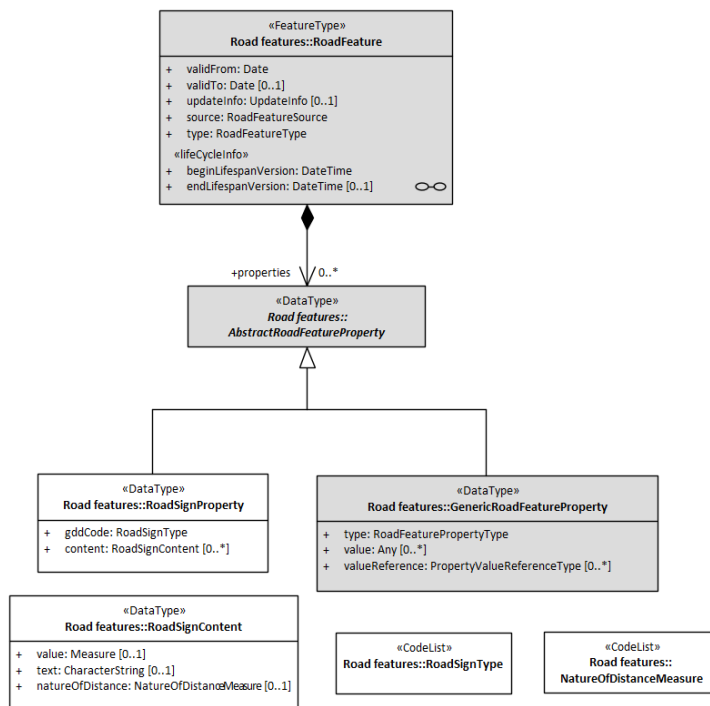 «FeatureType»
Road features::RoadFeature
+ validFrom: Date
+ validTo: Date [0..1]
+ updateInfo: UpdateInfo [0..1]
+ source: RoadFeatureSource
+ type: RoadFeatureType
«lifeCycleInfo»
+ beginLifespanVersion: DateTime
+ endLifespanVersion: DateTime [0..1]
+properties 0..*
«DataType»
Road features::
AbstractRoadFeatureProperty
«DataType»
Road features::RoadSignProperty
+ gddCode: RoadSignType
+ content: RoadSignContent [0..*]
«DataType»
Road features::GenericRoadFeatureProperty
+ type: RoadFeaturePropertyType
+ value: Any [0..*]
+ valueReference: PropertyValueReferenceType [0..*]
«DataType»
Road features::RoadSignContent
+ value: Measure [0..1]
+ text: CharacterString [0..1]
+ natureOfDistance: NatureOfDistanceMeasure [0..1]
«CodeList»
Road features::RoadSignType
«CodeList»
Road features::
NatureOfDistanceMeasure